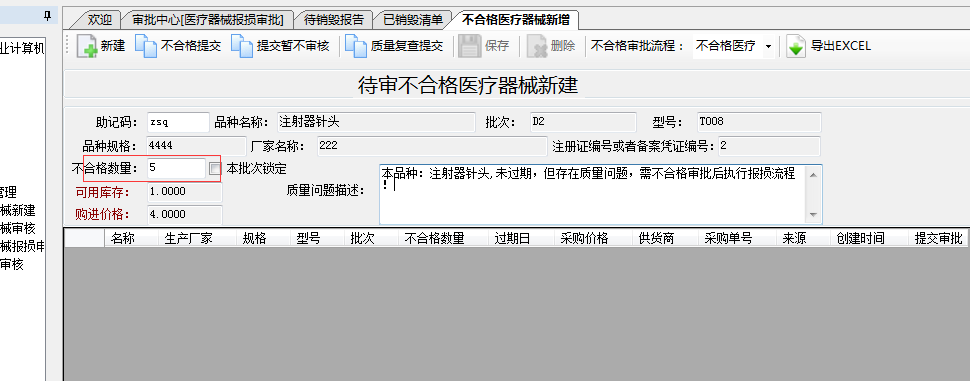 欢迎 审批中心[医疗器械报损审批] 待销毁报告 已销毁清单 不合格医疗器械新增
业计算机
新建 不合格提交 提交暂不审核 质量复查提交 保存 删除 不合格审批流程： 不合格医疗 导出EXCEL
待审不合格医疗器械新建
助记码： zsq 品种名称： 注射器针头 批次： D2 型号： T008
品种规格： 4444 厂家名称： 222 注册证编号或者备案凭证编号： 2
不合格数量： 5 本批次锁定
本品种：注射器针头,未过期，但存在质量问题，需不合格审批后执行报损流程
！
质量问题描述：
可用库存： 1.0000
购进价格： 4.0000
管理
械新建
械审核
械报损申
审核
名称 生产厂家 规格 型号 批次 不合格数量 过期日 采购价格 供货商 采购单号 来源 创建时间 提交审批